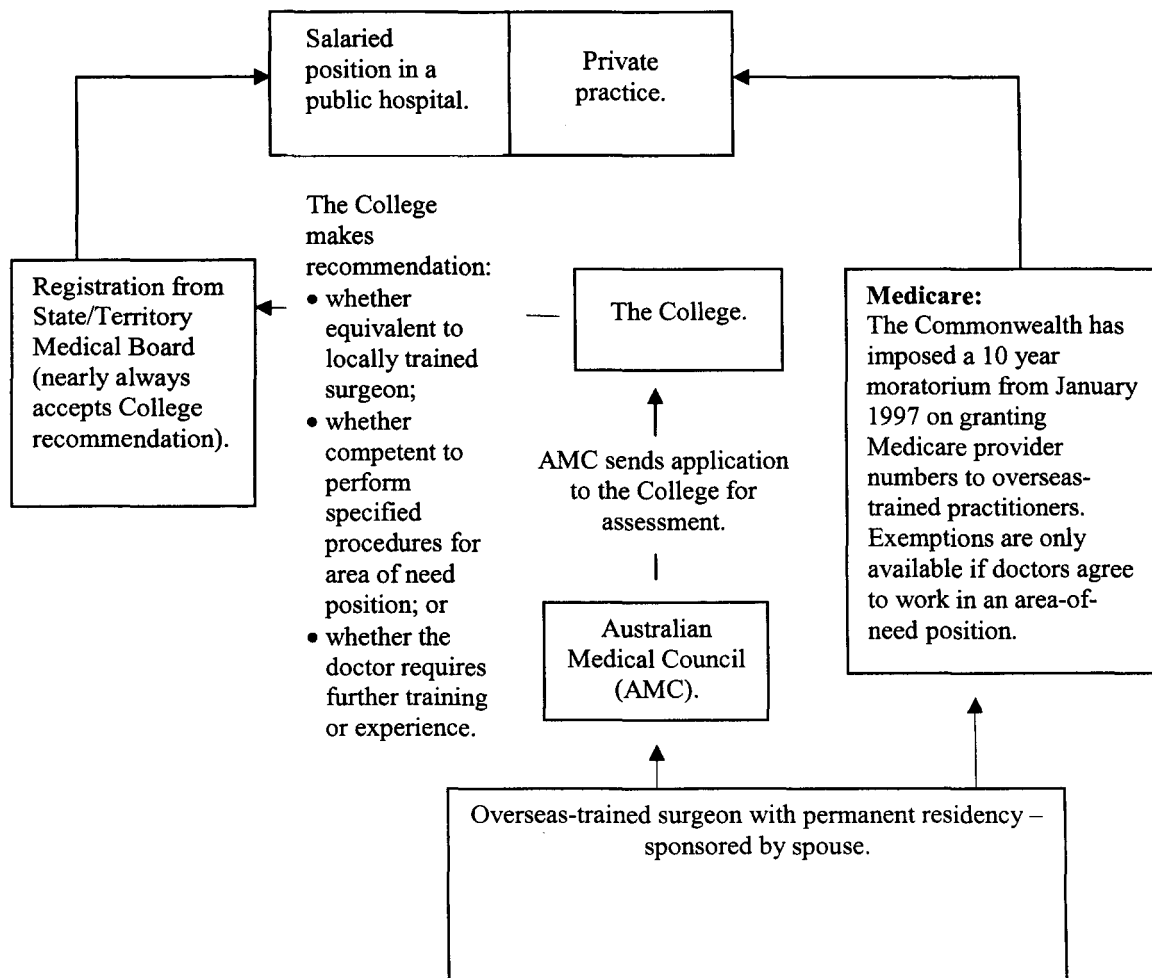 Salaried
position in a
public hospital.
Private
practice.
The College
makes
recommendation:
• whether
equivalent to
locally trained
surgeon;
• whether
competent to
perform
specified
procedures for
area of need
position; or
• whether the
doctor requires
further training
or experience.
Registration from
State/Territory
Medical Board
(nearly always
accepts College
recommendation).
The College.
AMC sends application
to the College for
assessment.
Australian
Medical Council
(AMC).
Medicare:
The Commonwealth has
imposed a 10 year
moratorium from January
1997 on granting
Medicare provider
numbers to overseas-
trained practitioners.
Exemptions are only
available if doctors agree
to work in an area-of-
need position.
Overseas-trained surgeon with permanent residency –
sponsored by spouse.